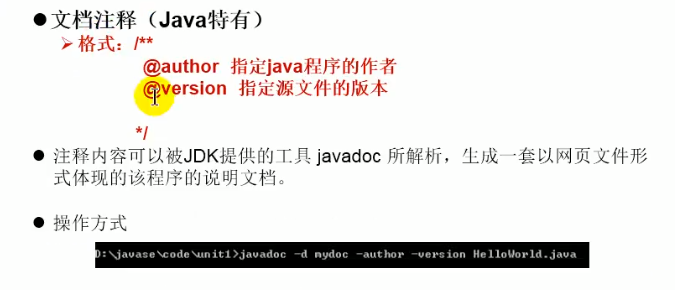 ●文档注释（Java特有）
➢格式：/**
@author 指定java程序的作者
@version 指定源文件的版本
*/
● 注释内容可以被JDK提供的工具 javadoc 所解析，生成一套以网页文件形
式体现的该程序的说明文档。
● 操作方式
D:\javase\code\unit1>javadoc -d mydoc -author -version HelloWorld.java